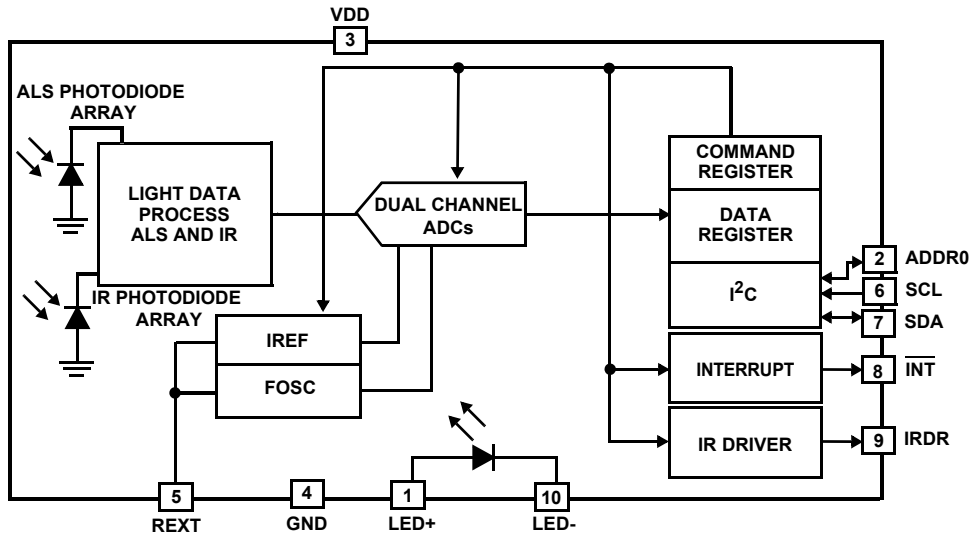 VDD
3
ALS PHOTODIODE
ARRAY
LIGHT DATA
PROCESS
ALS AND IR
DUAL CHANNEL
ADCs
COMMAND
REGISTER
DATA
REGISTER
I²C
2 ADDR0
6 SCL
7 SDA
IR PHOTODIODE
ARRAY
IREF
FOSC
INTERRUPT
8 INT
IR DRIVER
9 IRDR
5
REXT
4
GND
1
LED+
10
LED-